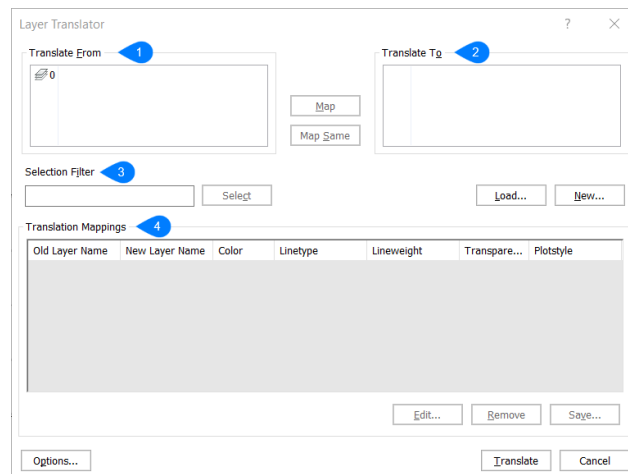 Layer Translator ?
Translate From 1
Translate To 2
0
Map
Map Same
Selection Filter 3
Select
Load...
New...
Translation Mappings 4
Old Layer Name New Layer Name Color Linetype Lineweight Transpare... Plotstyle
Edit... Remove Save...
Options... Translate Cancel